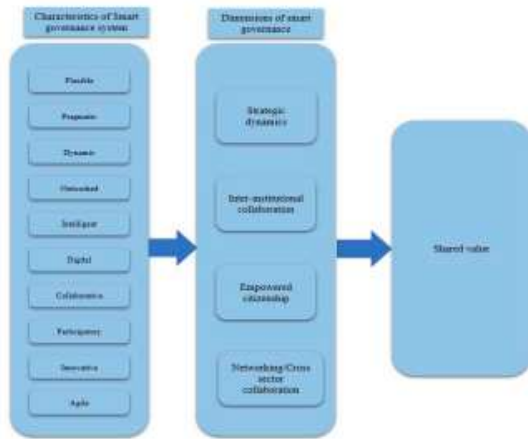 Characteristics of Smart
governance system
Dimensions of smart
governance
Flexible
Pragmatic
Dynamic
Networked
Intelligent
Digital
Collaborative
Participatory
Innovative
Agile
Strategic
dynamics
Inter-institutional
collaboration
Empowered
citizenship
Networking/Cross
sector
collaboration
Shared value